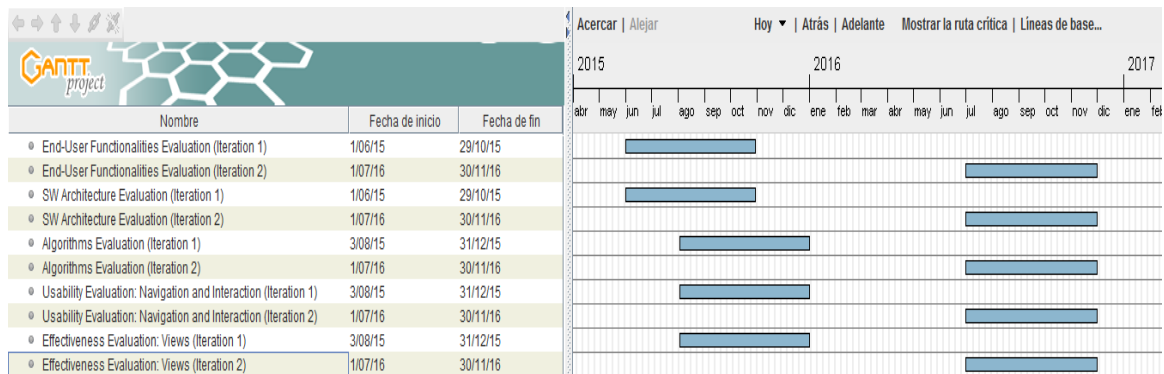 Acercar | Alejar
Hoy ▼ | Atrás | Adelante Mostrar la ruta crítica | Líneas de base...
GANTT
project
2015 2016 2017
abr may jun jul ago sep oct nov dic ene feb mar abr may jun jul ago sep oct nov dic ene feb
Nombre Fecha de inicio Fecha de fin
End-User Functionalities Evaluation (Iteration 1) 1/06/15 29/10/15
End-User Functionalities Evaluation (Iteration 2) 1/07/16 30/11/16
SW Architecture Evaluation (Iteration 1) 1/06/15 29/10/15
SW Architecture Evaluation (Iteration 2) 1/07/16 30/11/16
Algorithms Evaluation (Iteration 1) 3/08/15 31/12/15
Algorithms Evaluation (Iteration 2) 1/07/16 30/11/16
Usability Evaluation: Navigation and Interaction (Iteration 1) 3/08/15 31/12/15
Usability Evaluation: Navigation and Interaction (Iteration 2) 1/07/16 30/11/16
Effectiveness Evaluation: Views (Iteration 1) 3/08/15 31/12/15
Effectiveness Evaluation: Views (Iteration 2) 1/07/16 30/11/16